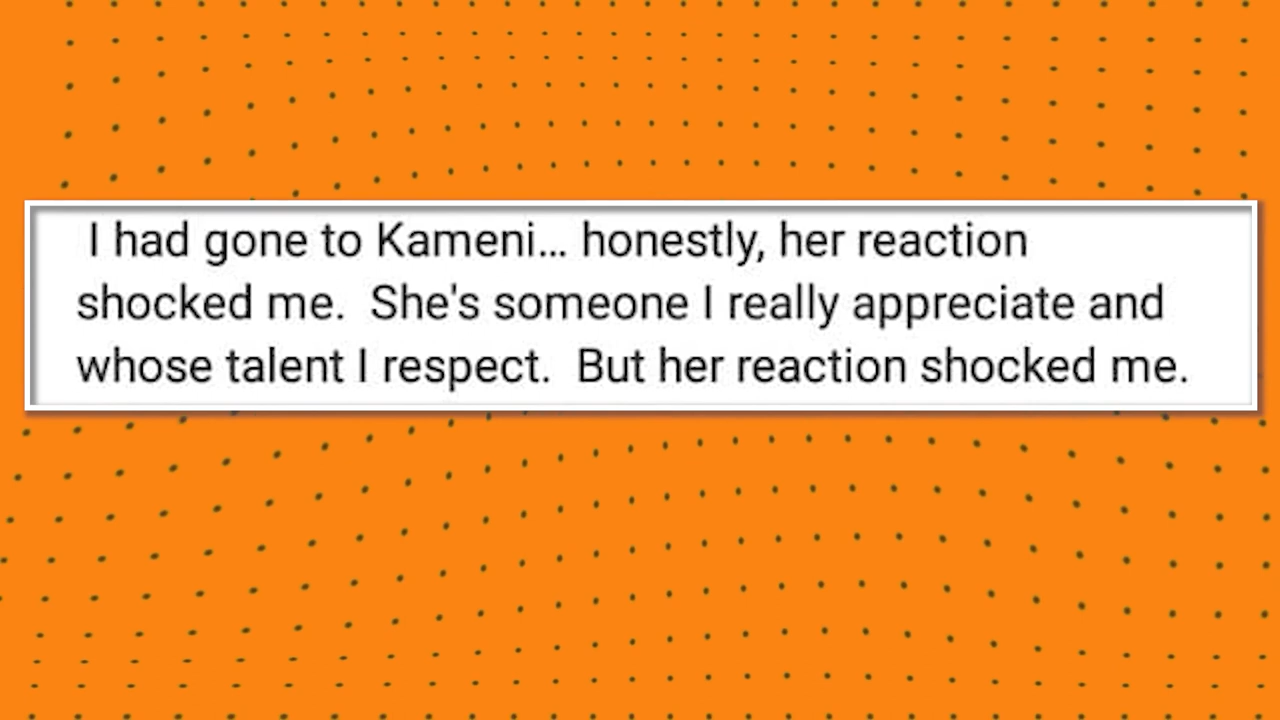 I had gone to Kameni... honestly, her reaction
shocked me.  She's someone I really appreciate and
whose talent I respect.  But her reaction shocked me.